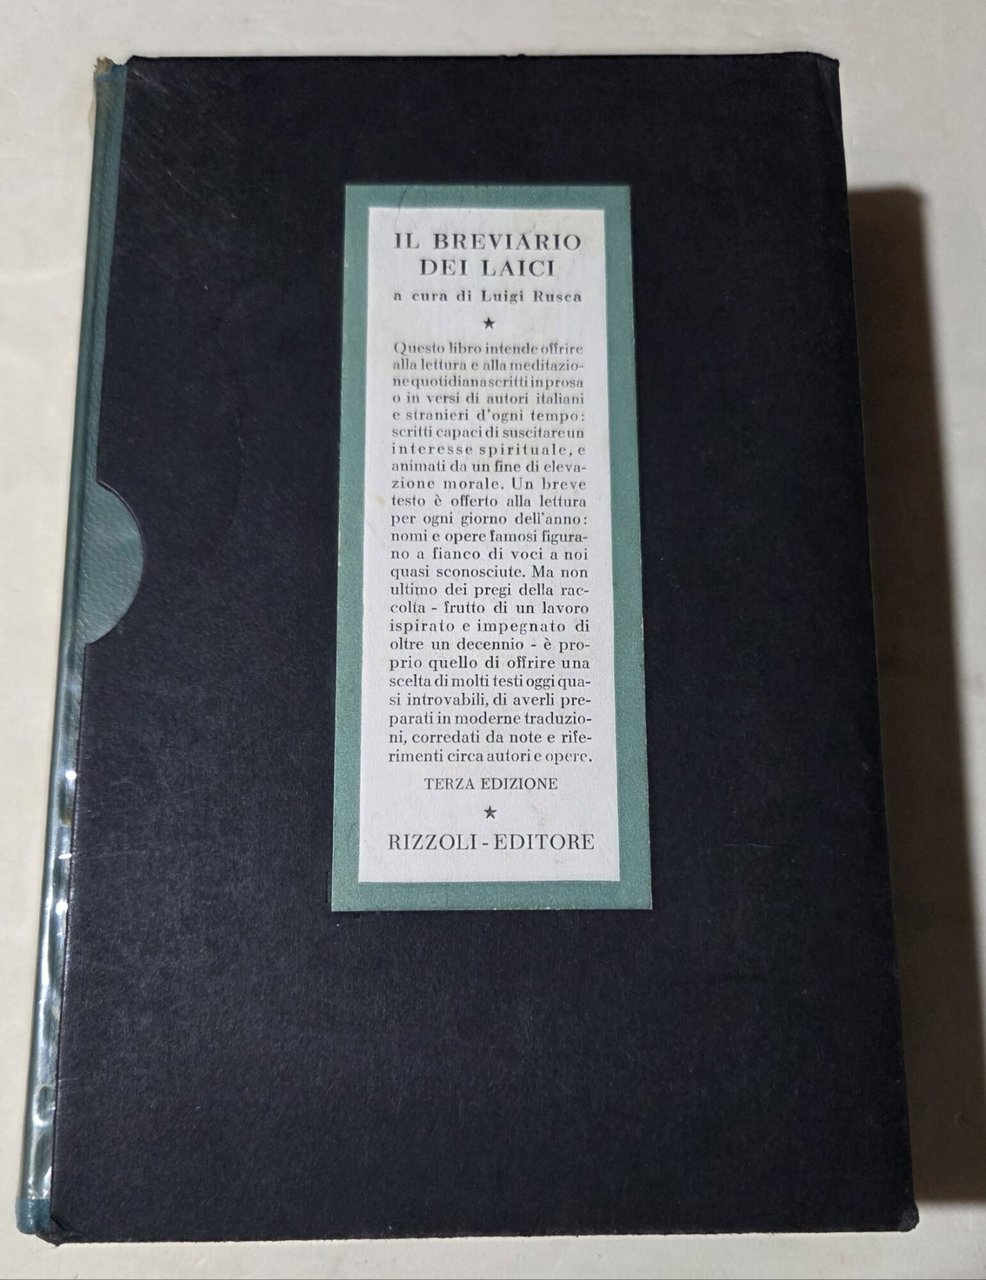 IL BREVIARIO
DEI LAICI
a cura di Luigi Rusca
★
Questo libro intende offrire
alla lettura e alla meditazio-
ne quotidiana scritti in prosa
o in versi di autori italiani
e stranieri d'ogni tempo:
scritti capaci di suscitare un
interesse spirituale, e
animati da un fine di eleva-
zione morale. Un breve
testo è offerto alla lettura
per ogni giorno dell'anno:
nomi e opere famosi figura-
no a fianco di voci a noi
quasi sconosciute. Ma non
ultimo dei pregi della rac-
colta - frutto di un lavoro
ispirato e impegnato di
oltre un decennio - è pro-
prio quello di offrire una
scelta di molti testi oggi qua-
si introvabili, di averli pre-
parati in moderne traduzio-
ni, corredati da note e rife-
rimenti circa autori e opere.
TERZA EDIZIONE
★
RIZZOLI - EDITORE